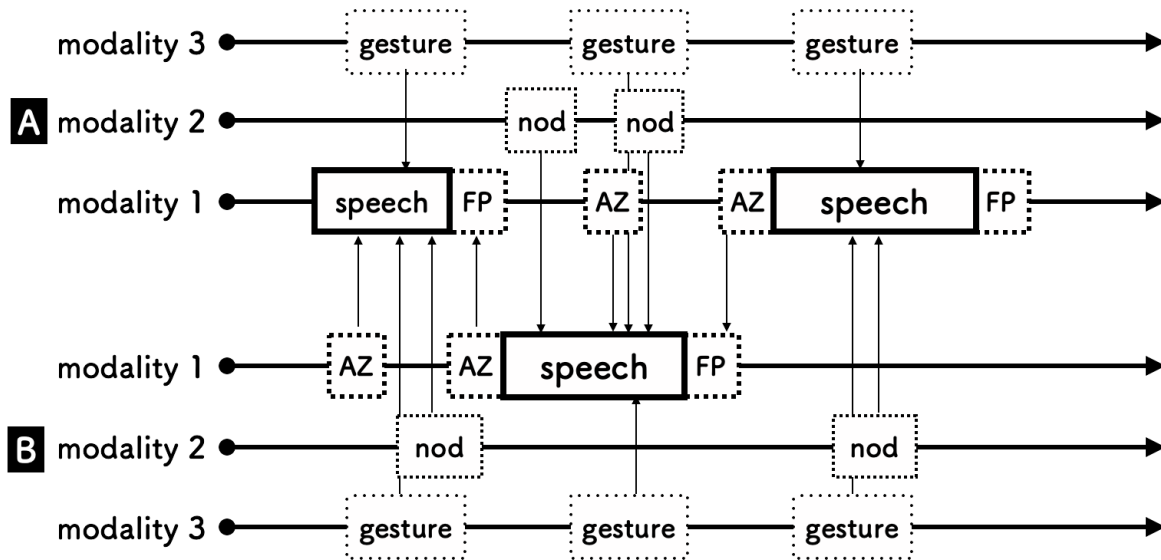 modality 3 gesture gesture gesture
A modality 2 nod nod
modality 1 speech FP AZ AZ speech FP
modality 1 AZ AZ speech FP
B modality 2 nod nod
modality 3 gesture gesture gesture